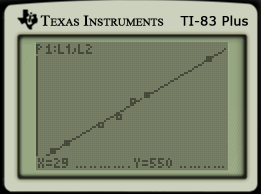 TEXAS INSTRUMENTS TI-83 Plus
P1:L1,L2
X=29 Y=550